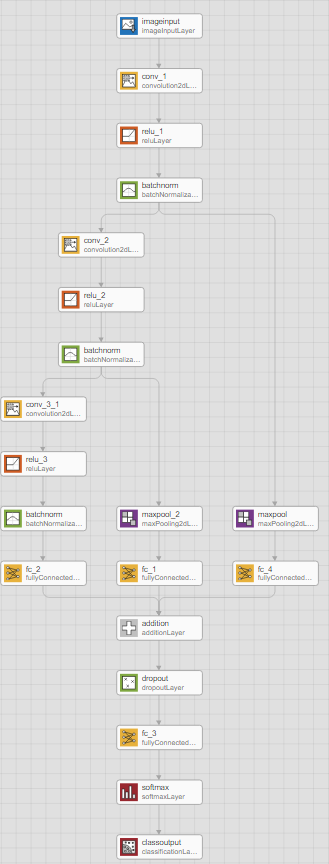 imageinput
imageInputLayer
conv_1
convolution2dL...
relu_1
reluLayer
batchnorm
batchNormaliza...
conv_2
convolution2dL...
relu_2
reluLayer
batchnorm
batchNormaliza...
conv_3_1
convolution2dL...
relu_3
reluLayer
batchnorm
batchNormaliza...
maxpool_2
maxPooling2dL...
maxpool
maxPooling2dL...
fc_2
fullyConnected...
fc_1
fullyConnected...
fc_4
fullyConnected...
addition
additionLayer
dropout
dropoutLayer
fc_3
fullyConnected...
softmax
softmaxLayer
classoutput
classificationLa...